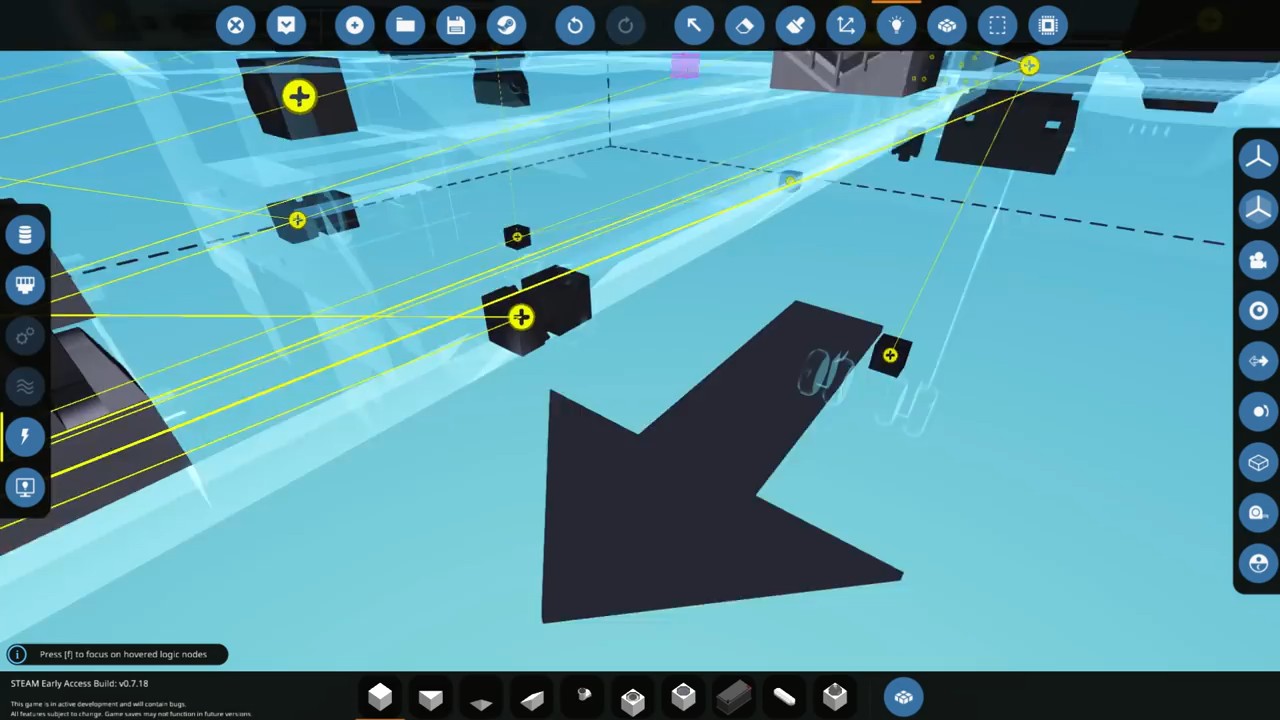 Press [f] to focus on hovered logic nodes
STEAM Early Access Build: v0.7.18
This game is in active development and will contain bugs.
All features subject to change. Game saves may not function in future versions